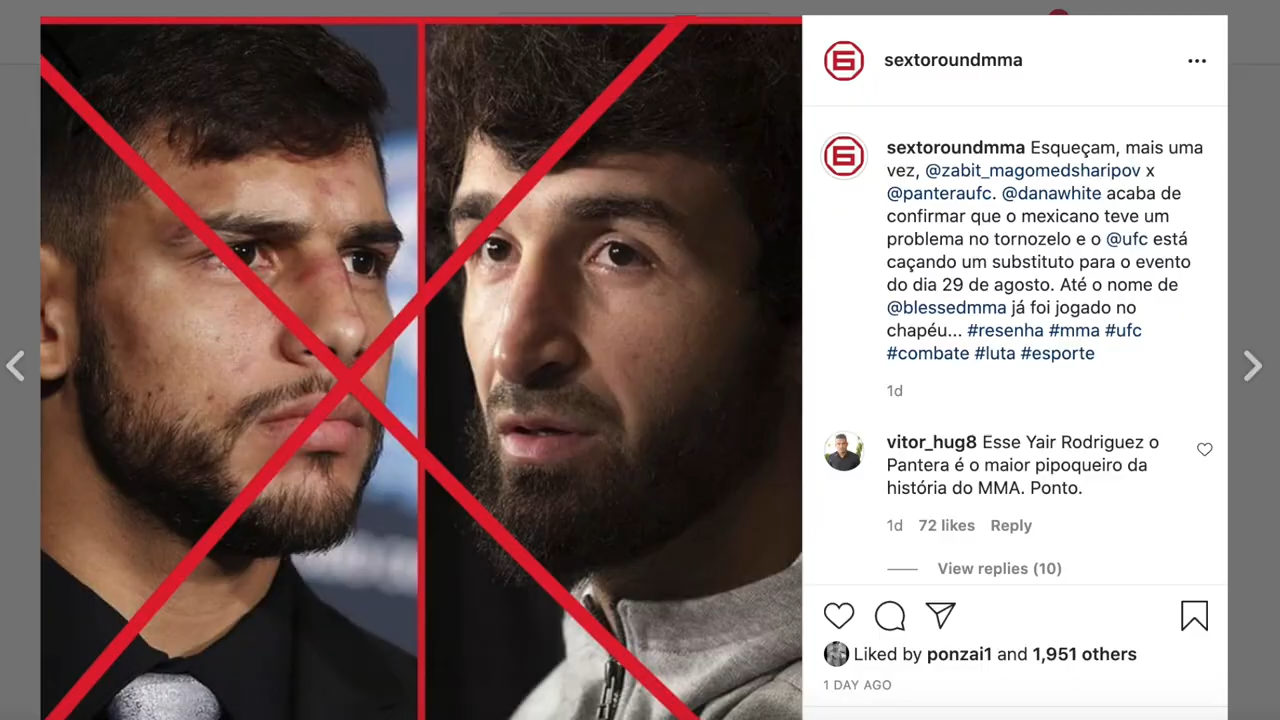 sextoroundmma
sextoroundmma Esqueçam, mais uma
vez, @zabit_magomedsharipov x
@panteraufc. @danawhite acaba de
confirmar que o mexicano teve um
problema no tornozelo e o @ufc está
caçando um substituto para o evento
do dia 29 de agosto. Até o nome de
@blessedmma já foi jogado no
chapéu... #resenha #mma #ufc
#combate #luta #esporte
1d
vitor_hug8 Esse Yair Rodriguez o
Pantera é o maior pipoqueiro da
história do MMA. Ponto.
1d 72 likes Reply
View replies (10)
Liked by ponzai1 and 1,951 others
1 DAY AGO